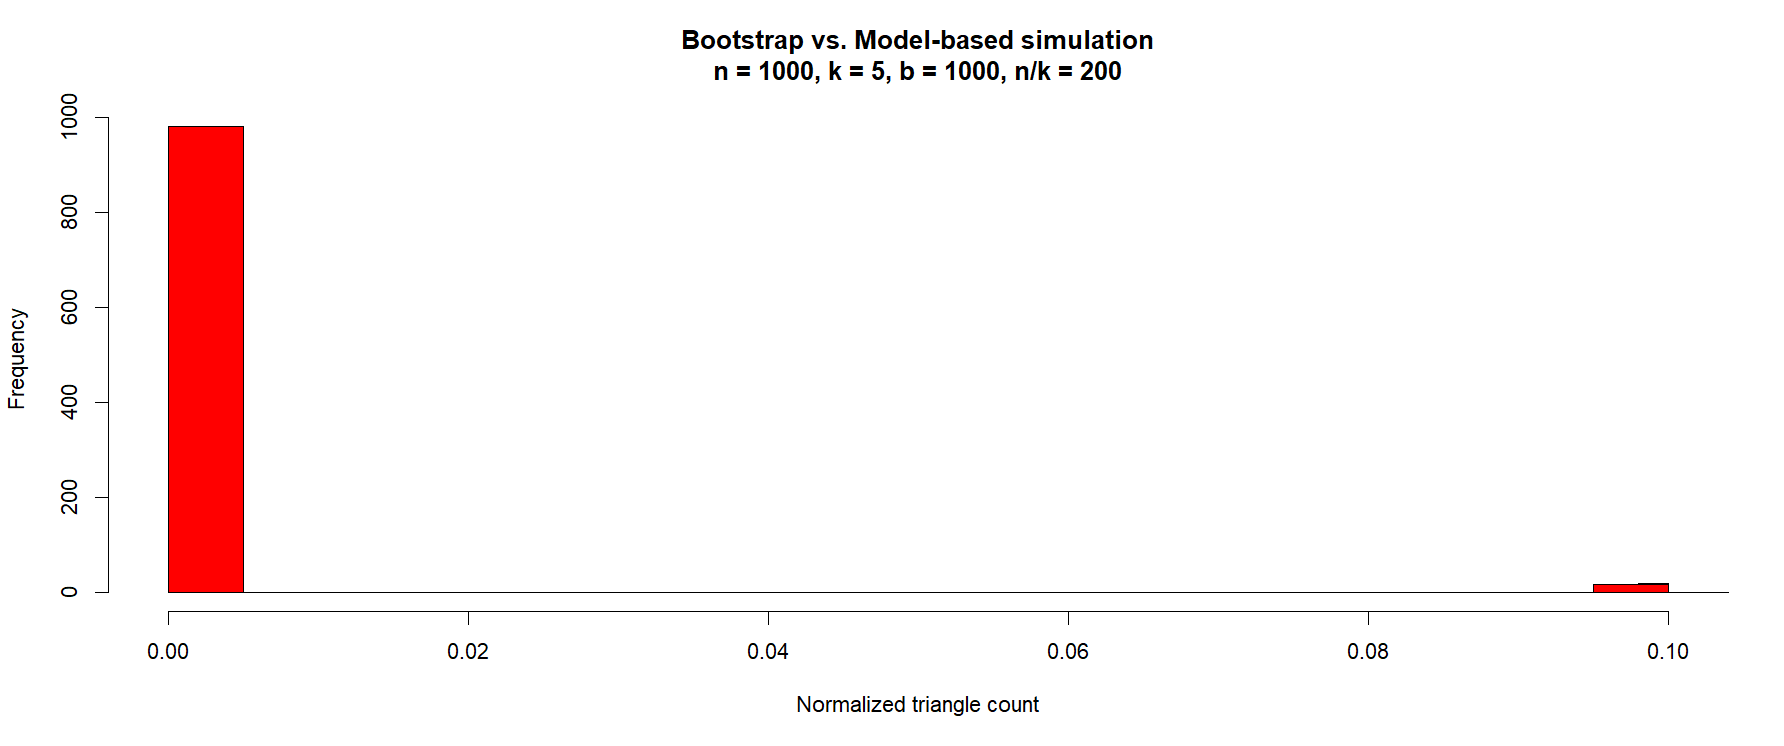 Bootstrap vs. Model-based simulation
n = 1000, k = 5, b = 1000, n/k = 200
Frequency
1000
800
600
400
200
0
0.00 0.02 0.04 0.06 0.08 0.10
Normalized triangle count